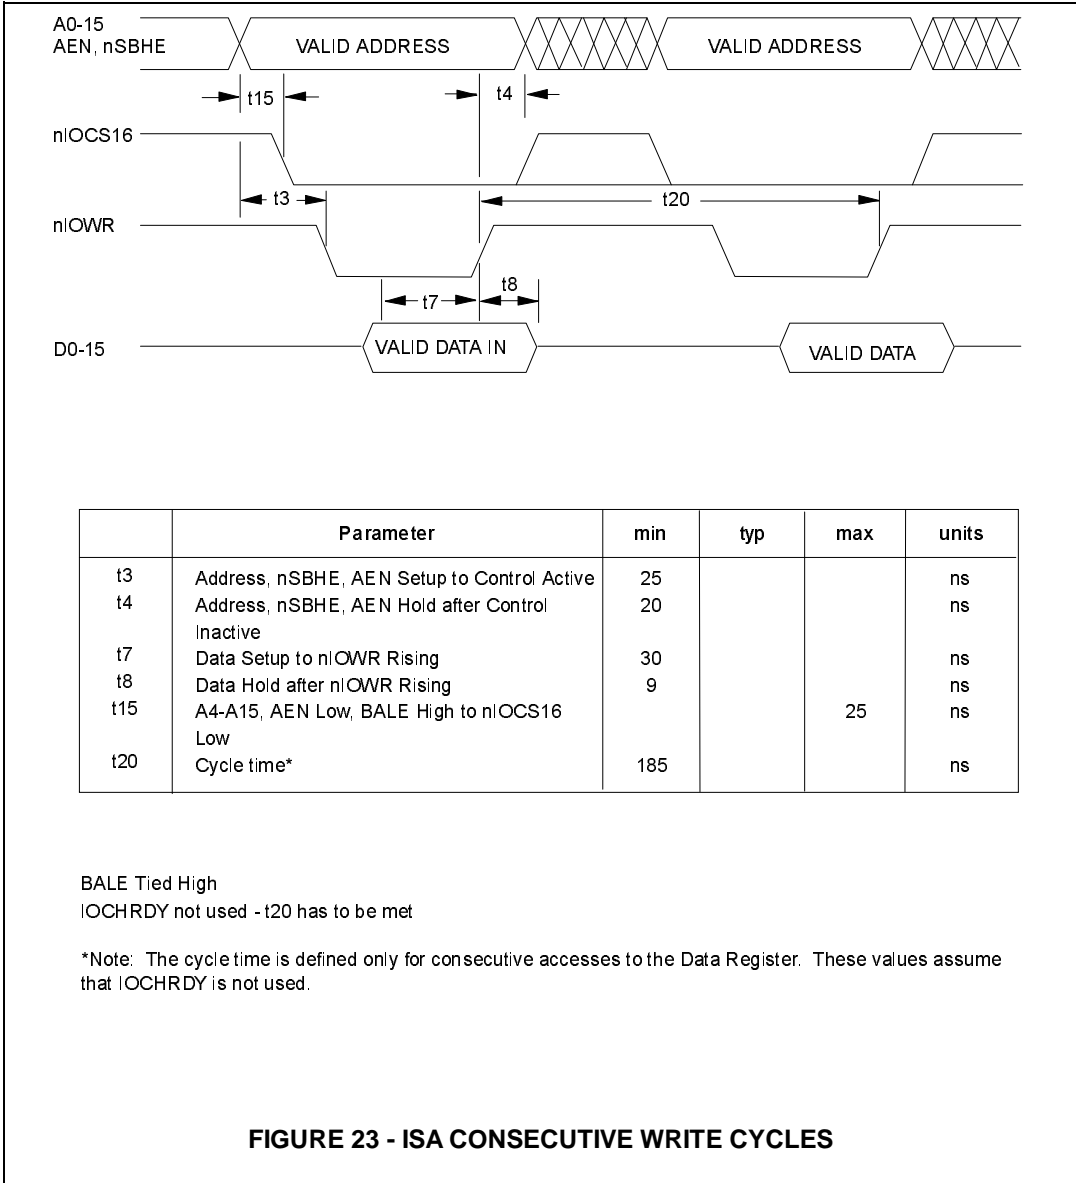 A0-15
AEN, nSBHE
VALID ADDRESS
VALID ADDRESS
t15
t4
nIOCS16
t3
t20
nIOWR
t7
t8
D0-15
VALID DATA IN
VALID DATA
Parameter min typ max units
t3 Address, nSBHE, AEN Setup to Control Active 25 ns
t4 Address, nSBHE, AEN Hold after Control 20 ns
Inactive
t7 Data Setup to nIOWR Rising 30 ns
t8 Data Hold after nIOWR Rising 9 ns
t15 A4-A15, AEN Low, BALE High to nIOCS16 25 ns
Low
t20 Cycle time* 185 ns
BALE Tied High
IOCHRDY not used - t20 has to be met
*Note: The cycle time is defined only for consecutive accesses to the Data Register. These values assume
that IOCHRDY is not used.
FIGURE 23 - ISA CONSECUTIVE WRITE CYCLES